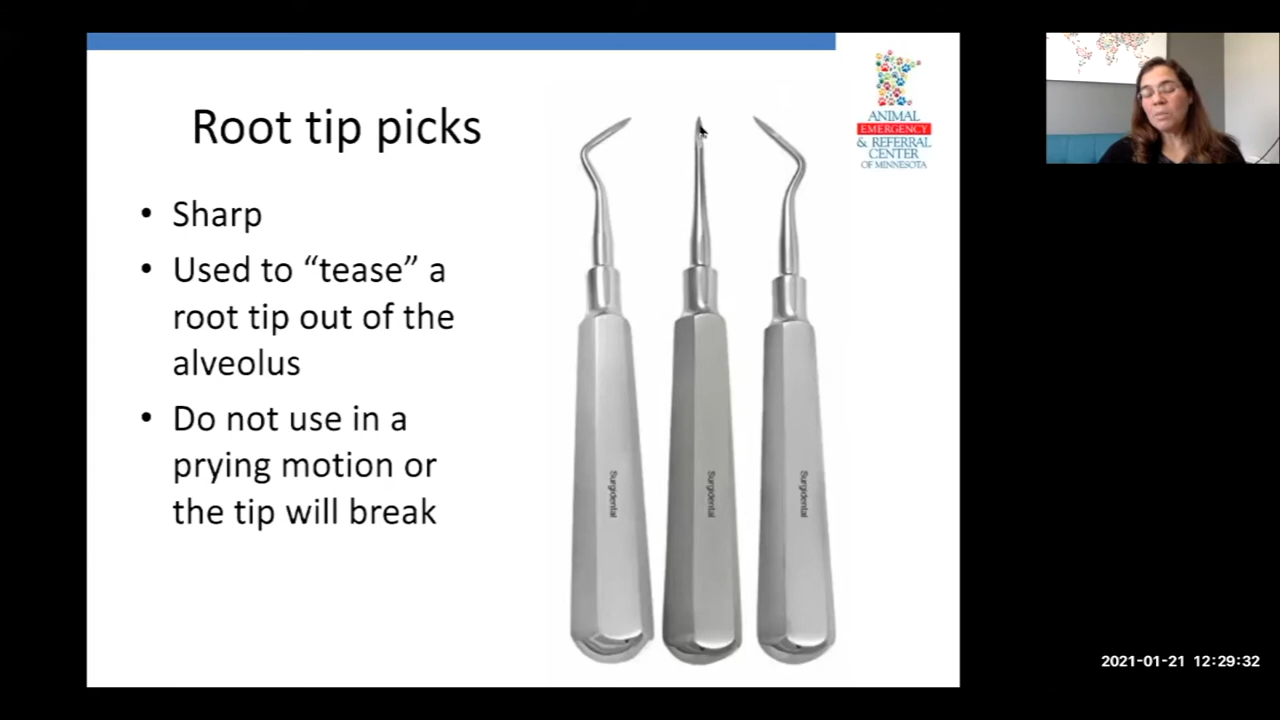 Root tip picks
• Sharp
• Used to “tease” a
root tip out of the
alveolus
• Do not use in a
prying motion or
the tip will break
ANIMAL
EMERGENCY
& REFERRAL
CENTER
OF MINNESOTA
Surgidental
Surgidental
Surgidental
2021-01-21 12:29:32